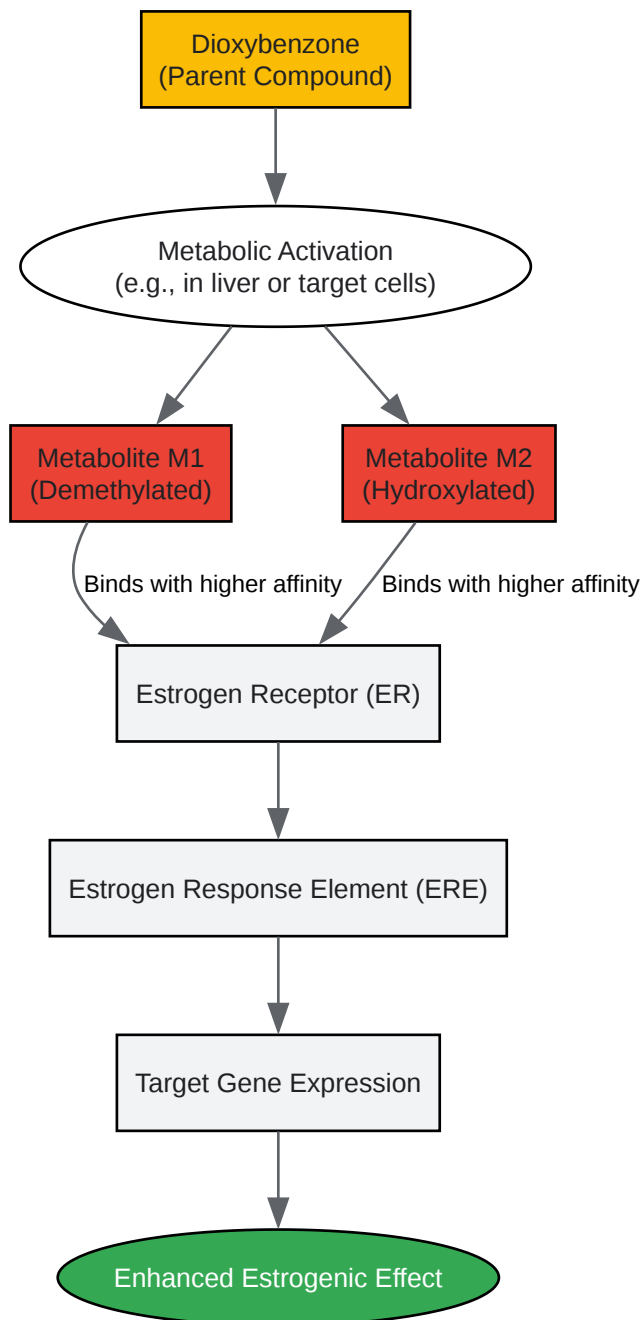 Dioxybenzone
(Parent Compound)
Metabolic Activation
(e.g., in liver or target cells)
Metabolite M1
(Demethylated)
Metabolite M2
(Hydroxylated)
Binds with higher affinity
Binds with higher affinity
Estrogen Receptor (ER)
Estrogen Response Element (ERE)
Target Gene Expression
Enhanced Estrogenic Effect